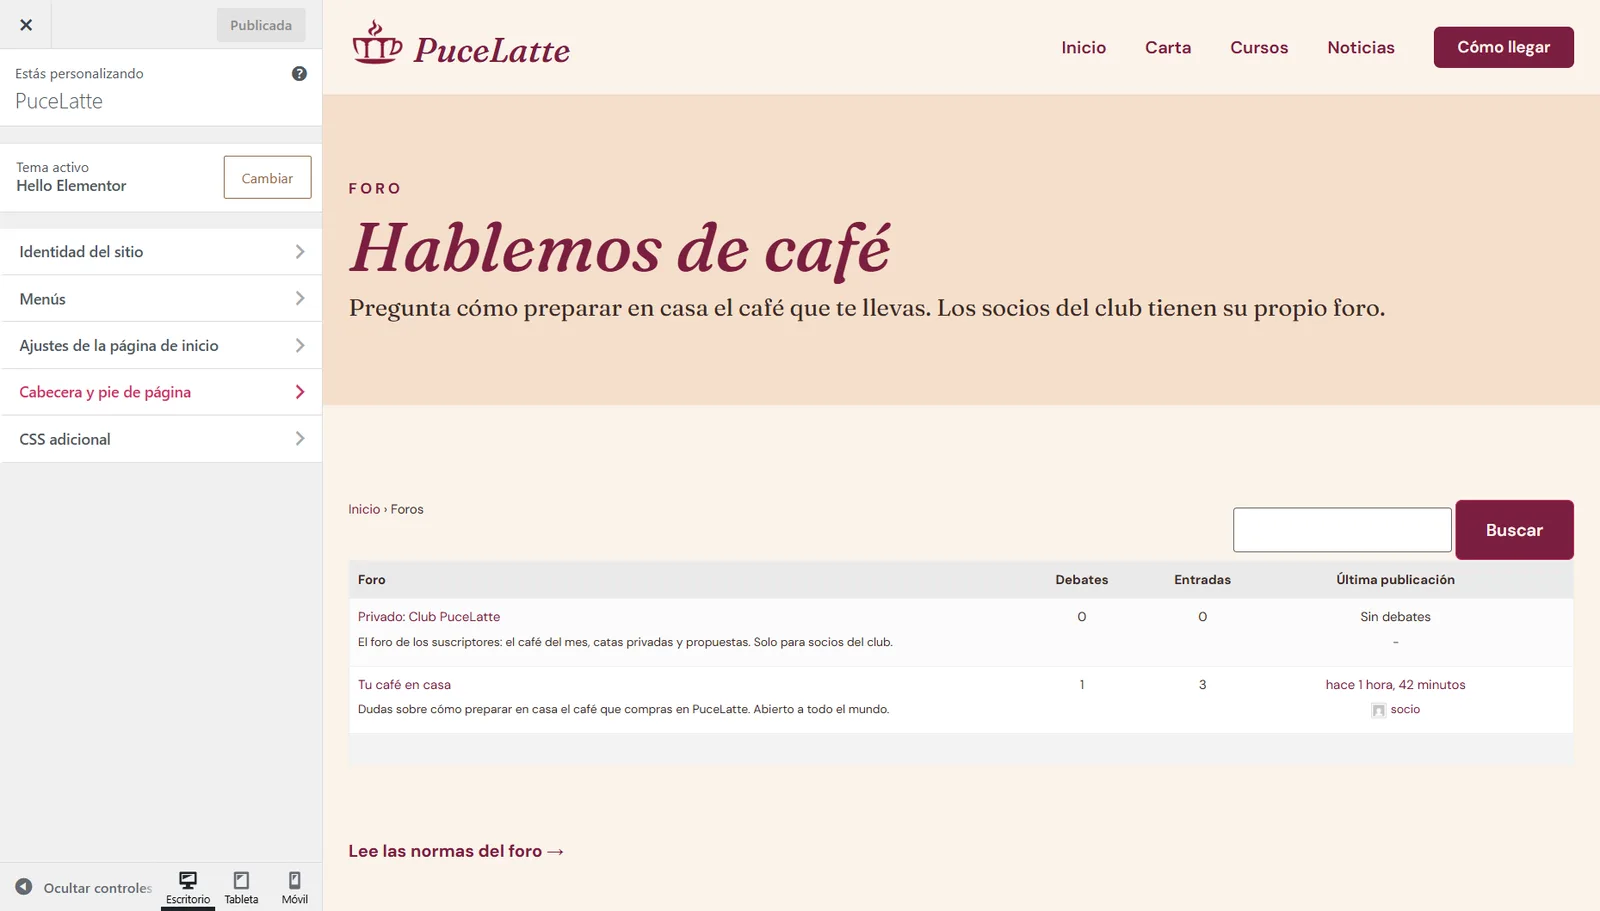 Publicada
Estás personalizando
PuceLatte
Tema activo
Hello Elementor
Cambiar
Identidad del sitio
Menús
Ajustes de la página de inicio
Cabecera y pie de página
CSS adicional
Ocultar controles
Escritorio
Tableta
Móvil
PuceLatte
Inicio
Carta
Cursos
Noticias
Cómo llegar
FORO
Hablemos de café
Pregunta cómo preparar en casa el café que te llevas. Los socios del club tienen su propio foro.
Inicio › Foros
Buscar
Foro Debates Entradas Última publicación
Privado: Club PuceLatte 0 0 Sin debates
El foro de los suscriptores: el café del mes, catas privadas y propuestas. Solo para socios del club. -
Tu café en casa 1 3 hace 1 hora, 42 minutos
Dudas sobre cómo preparar en casa el café que compras en PuceLatte. Abierto a todo el mundo. socio
Lee las normas del foro →